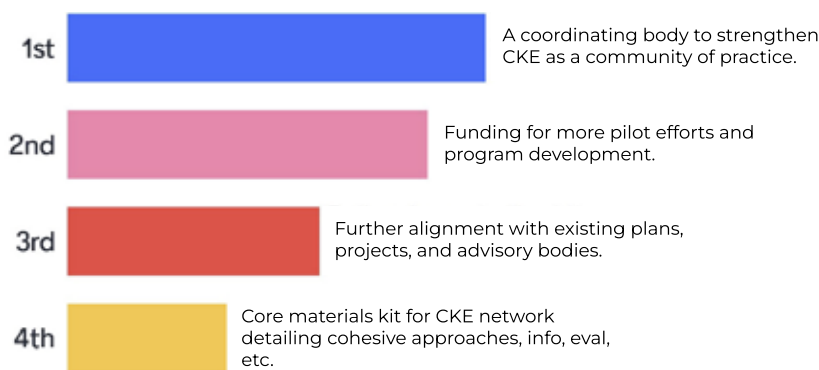 1st
A coordinating body to strengthen
CKE as a community of practice.
2nd
Funding for more pilot efforts and
program development.
3rd
Further alignment with existing plans,
projects, and advisory bodies.
4th
Core materials kit for CKE network
detailing cohesive approaches, info, eval,
etc.